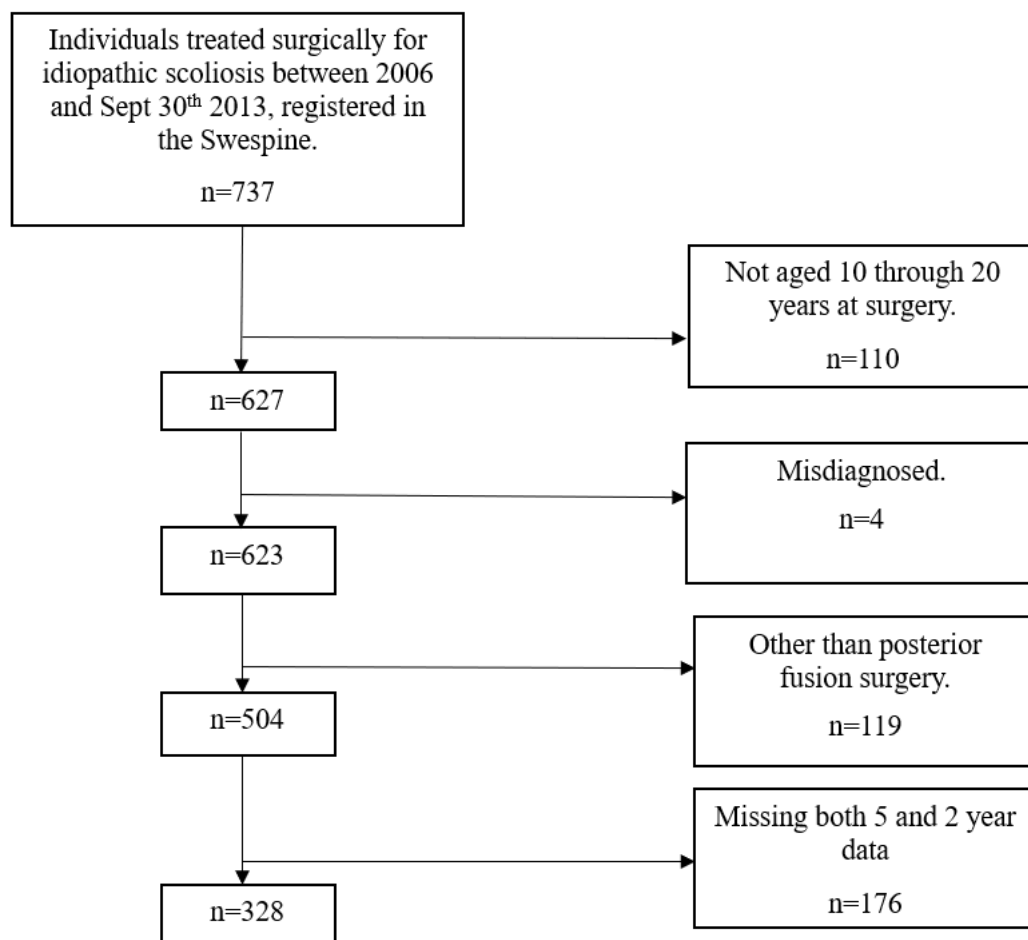 Individuals treated surgically for
idiopathic scoliosis between 2006
and Sept 30th 2013, registered in
the Swespine.
n=737
Not aged 10 through 20
years at surgery.
n=110
n=627
Misdiagnosed.
n=4
n=623
Other than posterior
fusion surgery.
n=119
n=504
Missing both 5 and 2 year
data
n=176
n=328